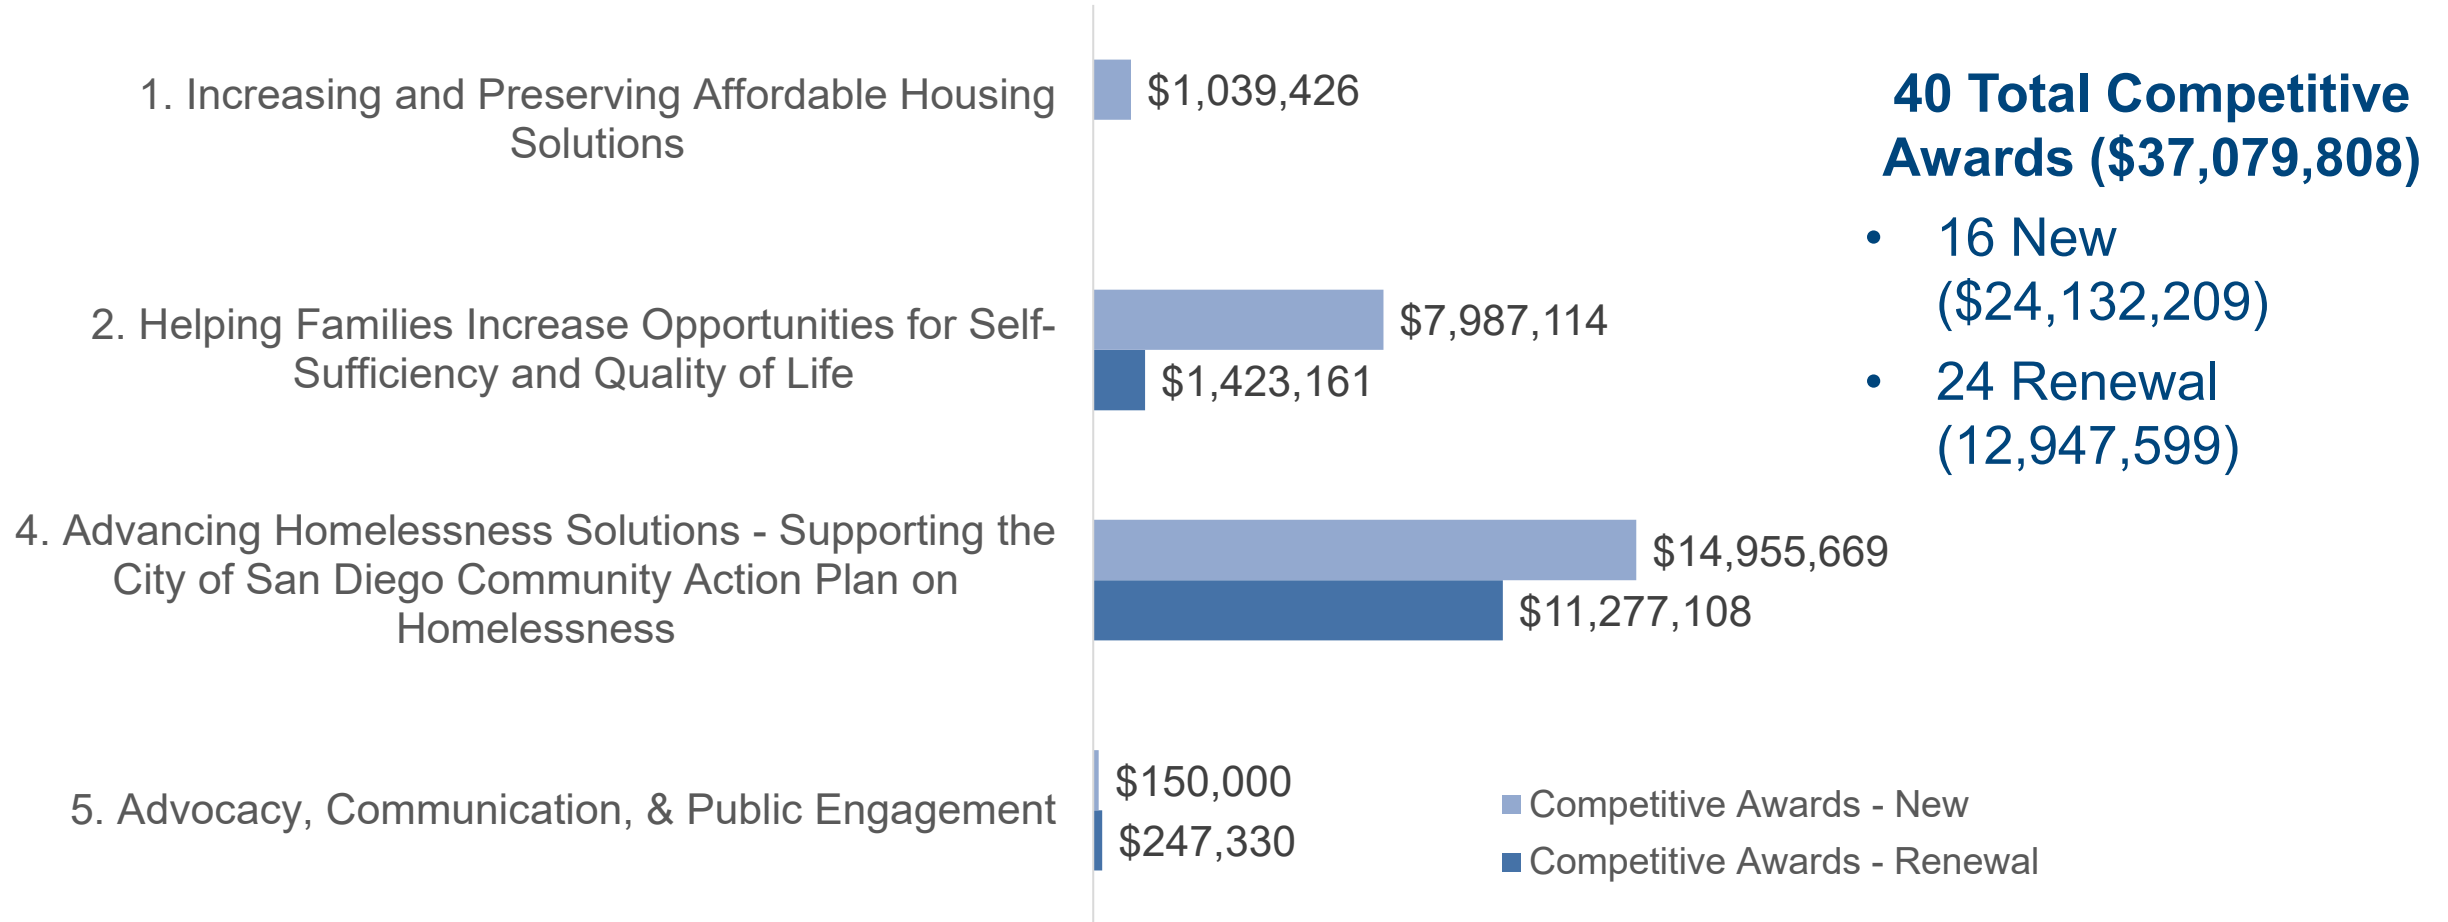 1. Increasing and Preserving Affordable Housing
Solutions
$1,039,426
2. Helping Families Increase Opportunities for Self-
Sufficiency and Quality of Life
$7,987,114
$1,423,161
4. Advancing Homelessness Solutions - Supporting the
City of San Diego Community Action Plan on
Homelessness
$14,955,669
$11,277,108
5. Advocacy, Communication, & Public Engagement
$150,000
$247,330
Competitive Awards - New
Competitive Awards - Renewal
40 Total Competitive
Awards ($37,079,808)
• 16 New
($24,132,209)
• 24 Renewal
(12,947,599)